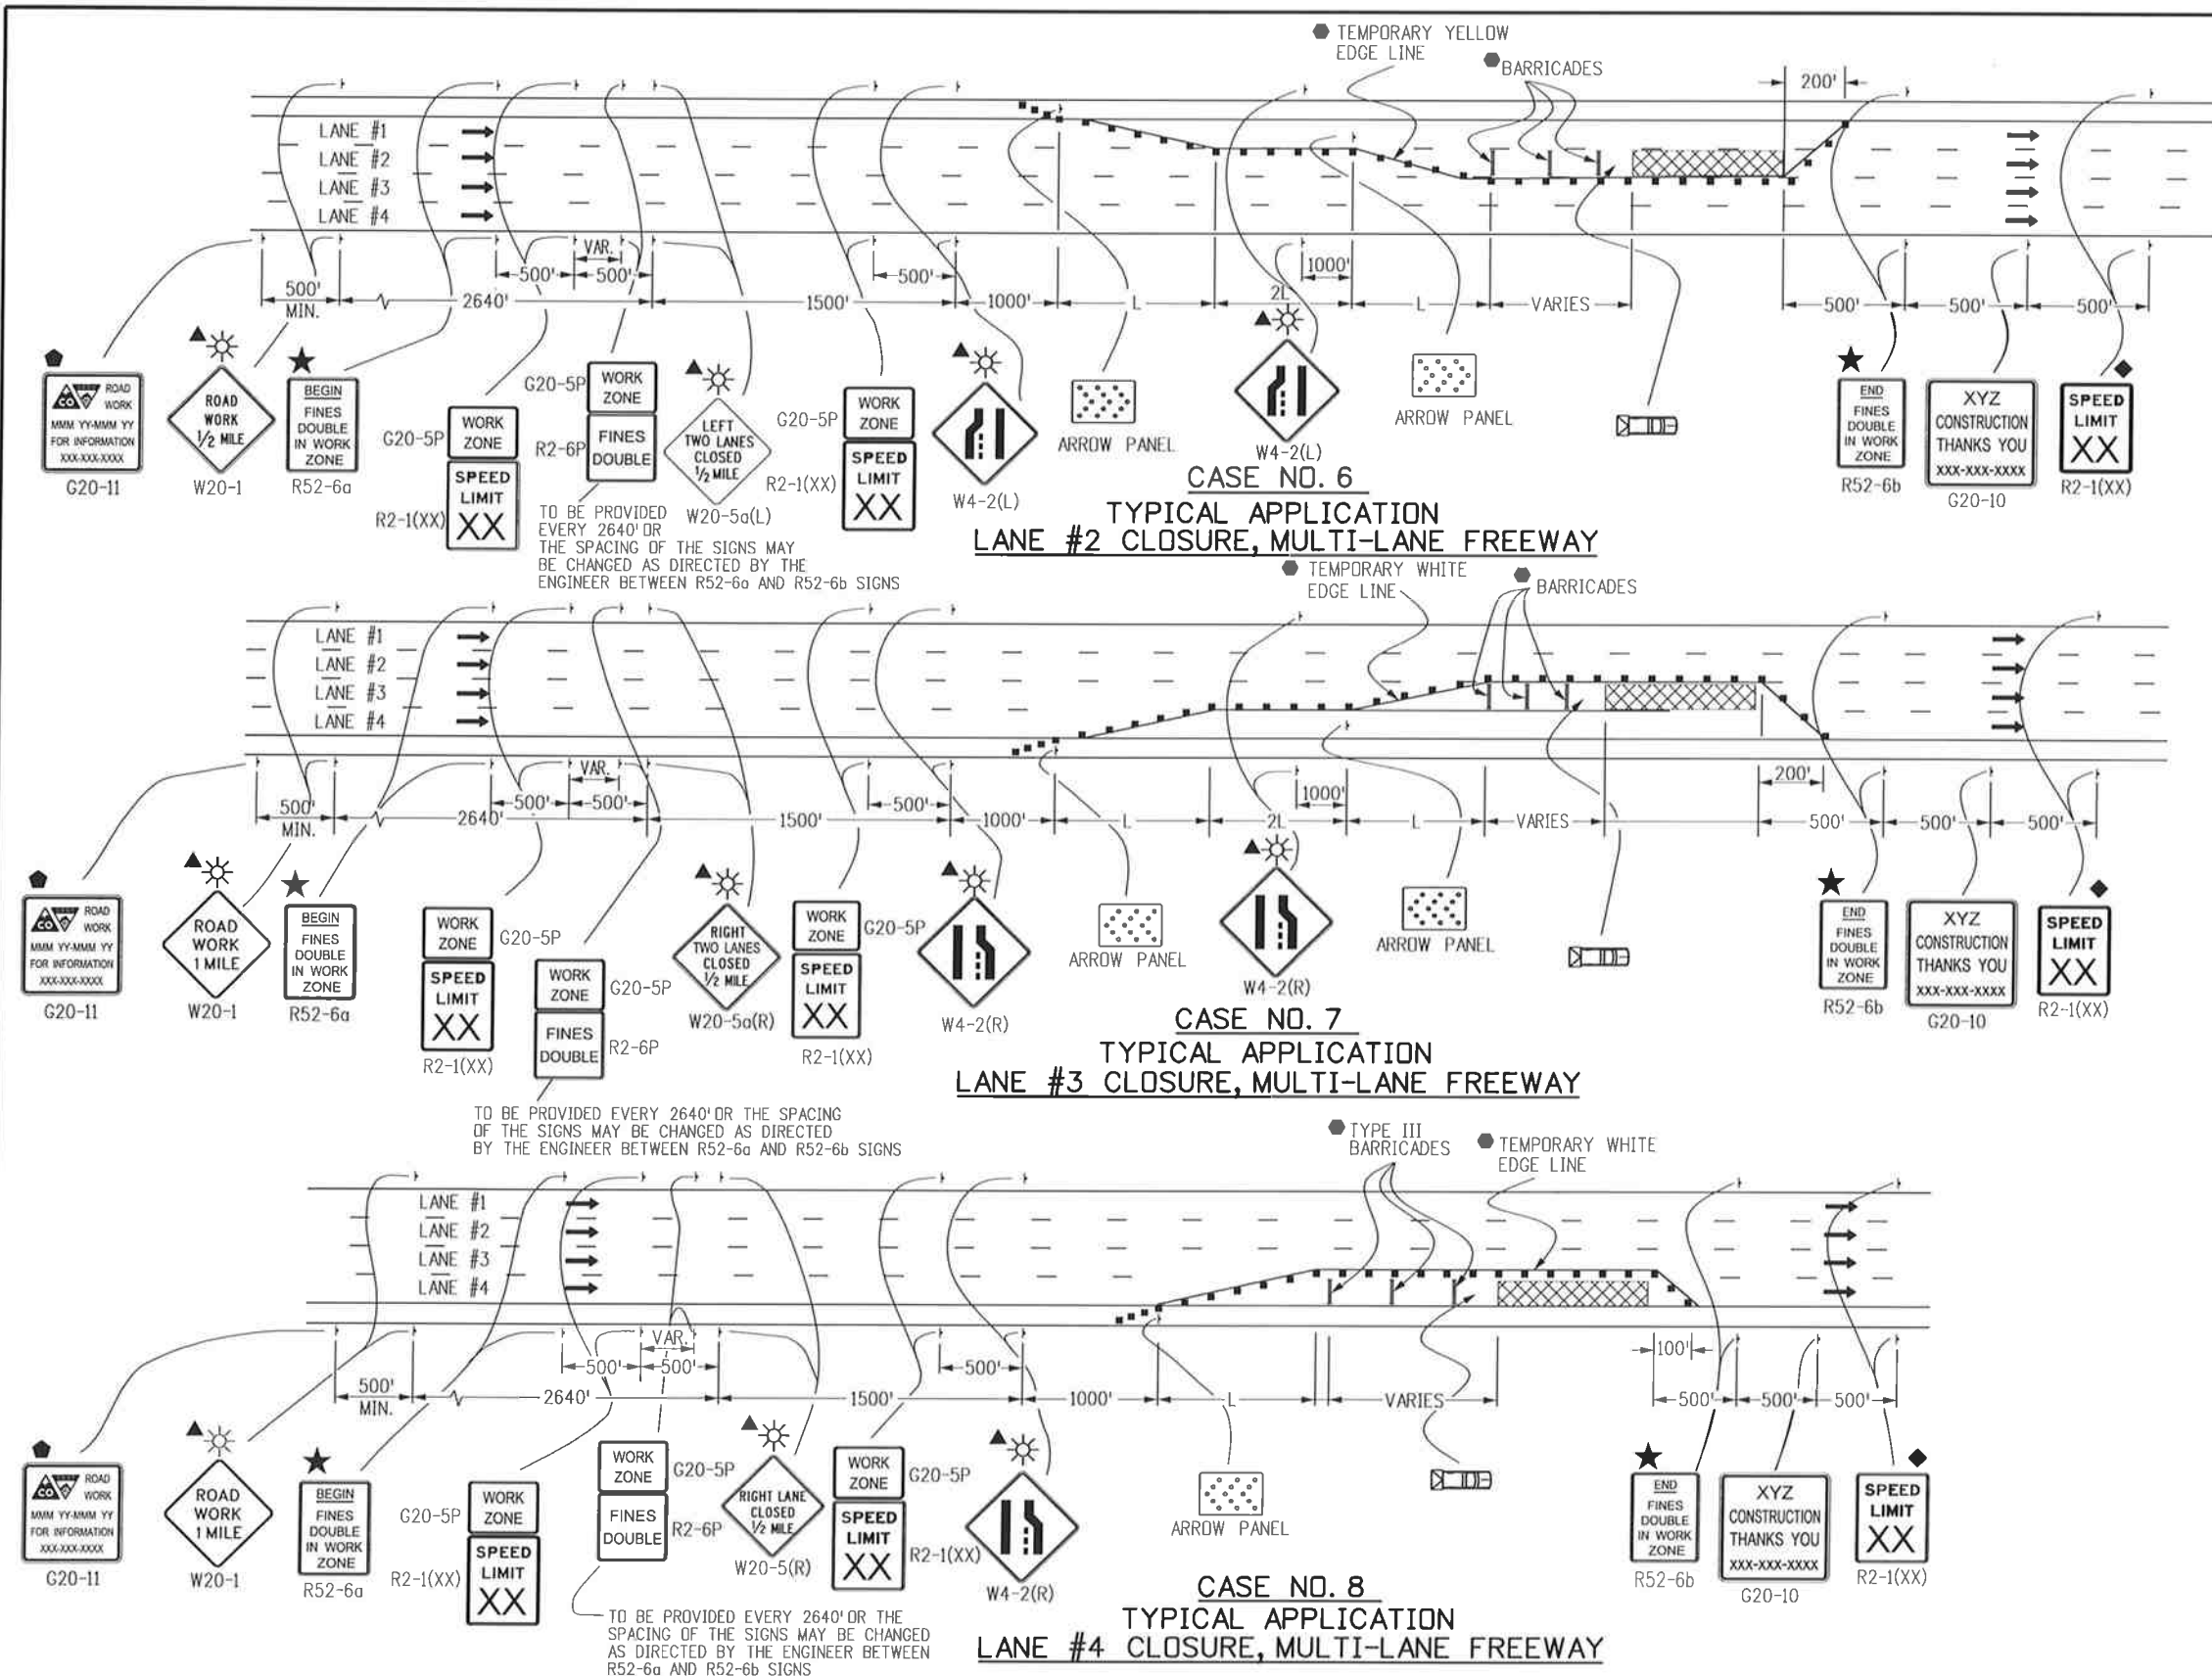 TEMPORARY YELLOW
EDGE LINE
BARRICADES
200'
LANE #1
LANE #2
LANE #3
LANE #4
VAR.
500'
500'
500'
1000'
500'
MIN.
2640'
1500'
1000'
L
2L
L
VARIES
500'
500'
500'
CO
ROAD
WORK
MMM YY-MMM YY
FOR INFORMATION
XXX-XXX-XXXX
G20-11
ROAD
WORK
1/2 MILE
W20-1
BEGIN
FINES
DOUBLE
IN WORK
ZONE
R52-6a
G20-5P
WORK
ZONE
SPEED
LIMIT
XX
R2-1(XX)
G20-5P
WORK
ZONE
R2-6P
FINES
DOUBLE
TO BE PROVIDED
EVERY 2640' OR
THE SPACING OF THE SIGNS MAY
BE CHANGED AS DIRECTED BY THE
ENGINEER BETWEEN R52-6a AND R52-6b SIGNS
LEFT
TWO LANES
CLOSED
1/2 MILE
W20-5a(L)
G20-5P
WORK
ZONE
SPEED
LIMIT
XX
R2-1(XX)
W4-2(L)
ARROW PANEL
W4-2(L)
ARROW PANEL
END
FINES
DOUBLE
IN WORK
ZONE
R52-6b
XYZ
CONSTRUCTION
THANKS YOU
XXX-XXX-XXXX
G20-10
SPEED
LIMIT
XX
R2-1(XX)
CASE NO. 6
TYPICAL APPLICATION
LANE #2 CLOSURE, MULTI-LANE FREEWAY
TEMPORARY WHITE
EDGE LINE
BARRICADES
LANE #1
LANE #2
LANE #3
LANE #4
VAR.
500'
500'
500'
1000'
200'
500'
MIN.
2640'
1500'
1000'
L
2L
L
VARIES
500'
500'
500'
CO
ROAD
WORK
MMM YY-MMM YY
FOR INFORMATION
XXX-XXX-XXXX
G20-11
ROAD
WORK
1 MILE
W20-1
BEGIN
FINES
DOUBLE
IN WORK
ZONE
R52-6a
WORK
ZONE
G20-5P
SPEED
LIMIT
XX
R2-1(XX)
WORK
ZONE
G20-5P
FINES
DOUBLE
R2-6P
RIGHT
TWO LANES
CLOSED
1/2 MILE
W20-5a(R)
WORK
ZONE
G20-5P
SPEED
LIMIT
XX
R2-1(XX)
W4-2(R)
ARROW PANEL
W4-2(R)
ARROW PANEL
END
FINES
DOUBLE
IN WORK
ZONE
R52-6b
XYZ
CONSTRUCTION
THANKS YOU
XXX-XXX-XXXX
G20-10
SPEED
LIMIT
XX
R2-1(XX)
CASE NO. 7
TYPICAL APPLICATION
LANE #3 CLOSURE, MULTI-LANE FREEWAY
TO BE PROVIDED EVERY 2640' OR THE SPACING
OF THE SIGNS MAY BE CHANGED AS DIRECTED
BY THE ENGINEER BETWEEN R52-6a AND R52-6b SIGNS
TYPE III
BARRICADES
TEMPORARY WHITE
EDGE LINE
LANE #1
LANE #2
LANE #3
LANE #4
VAR.
500'
500'
500'
100'
500'
MIN.
2640'
1500'
1000'
L
VARIES
500'
500'
500'
CO
ROAD
WORK
MMM YY-MMM YY
FOR INFORMATION
XXX-XXX-XXXX
G20-11
ROAD
WORK
1 MILE
W20-1
BEGIN
FINES
DOUBLE
IN WORK
ZONE
R52-6a
G20-5P
WORK
ZONE
SPEED
LIMIT
XX
R2-1(XX)
WORK
ZONE
G20-5P
FINES
DOUBLE
R2-6P
RIGHT LANE
CLOSED
1/2 MILE
W20-5(R)
WORK
ZONE
G20-5P
SPEED
LIMIT
XX
R2-1(XX)
W4-2(R)
ARROW PANEL
END
FINES
DOUBLE
IN WORK
ZONE
R52-6b
XYZ
CONSTRUCTION
THANKS YOU
XXX-XXX-XXXX
G20-10
SPEED
LIMIT
XX
R2-1(XX)
CASE NO. 8
TYPICAL APPLICATION
LANE #4 CLOSURE, MULTI-LANE FREEWAY
TO BE PROVIDED EVERY 2640' OR THE
SPACING OF THE SIGNS MAY BE CHANGED
AS DIRECTED BY THE ENGINEER BETWEEN
R52-6a AND R52-6b SIGNS